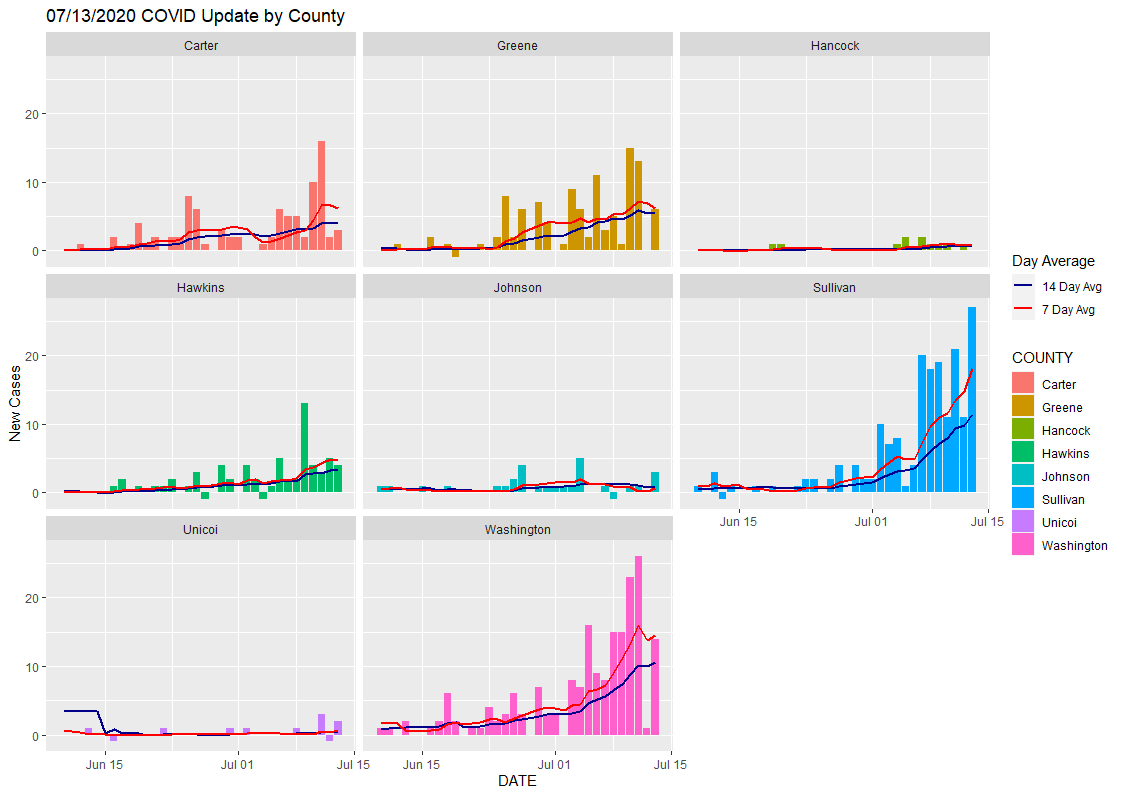 07/13/2020 COVID Update by County
Carter
Greene
Hancock
20
10
0
Hawkins
Johnson
Sullivan
20
10
0
Jun 15
Jul 01
Jul 15
Unicoi
Washington
20
10
0
Jun 15
Jul 01
Jul 15
Jun 15
Jul 01
Jul 15
New Cases
DATE
Day Average
14 Day Avg
7 Day Avg
COUNTY
Carter
Greene
Hancock
Hawkins
Johnson
Sullivan
Unicoi
Washington